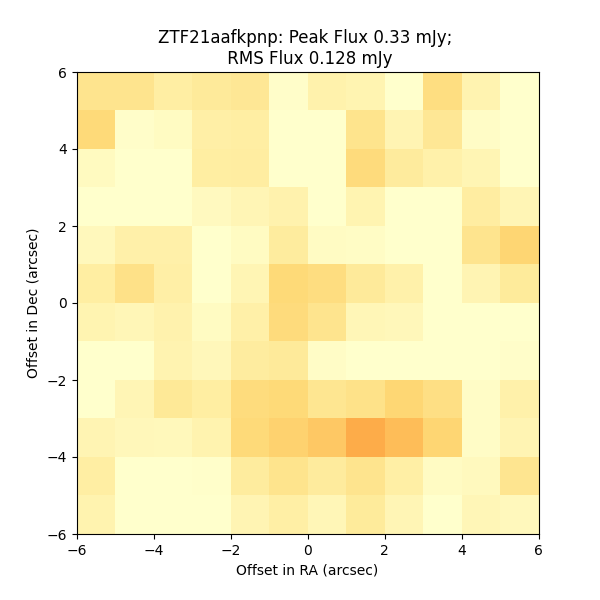 ZTF21aafkpnp: Peak Flux 0.33 mJy;
RMS Flux 0.128 mJy
6
4
2
0
−2
−4
−6
Offset in Dec (arcsec)
−6 −4 −2 0 2 4 6
Offset in RA (arcsec)